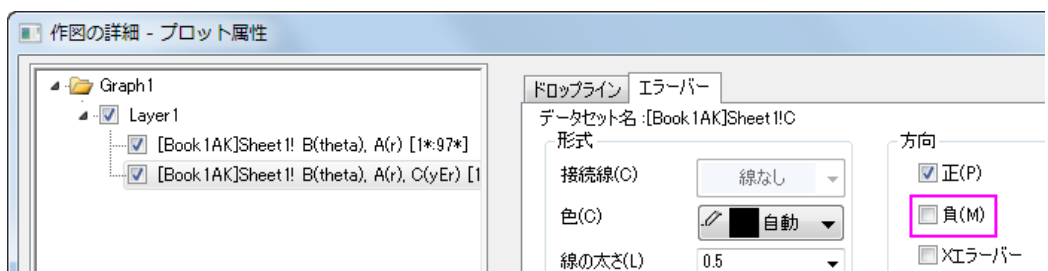 作図の詳細 - プロット属性
Graph1
Layer1
[Book1AK]Sheet1! B(theta), A(r) [1*:97*]
[Book1AK]Sheet1! B(theta), A(r), C(yEr) [1
ドロップライン エラーバー
データセット名 :[Book1AK]Sheet1!C
形式
接続線(C) 線なし
色(C) 自動
線の太さ(L) 0.5
方向
正(P)
負(M)
Xエラーバー